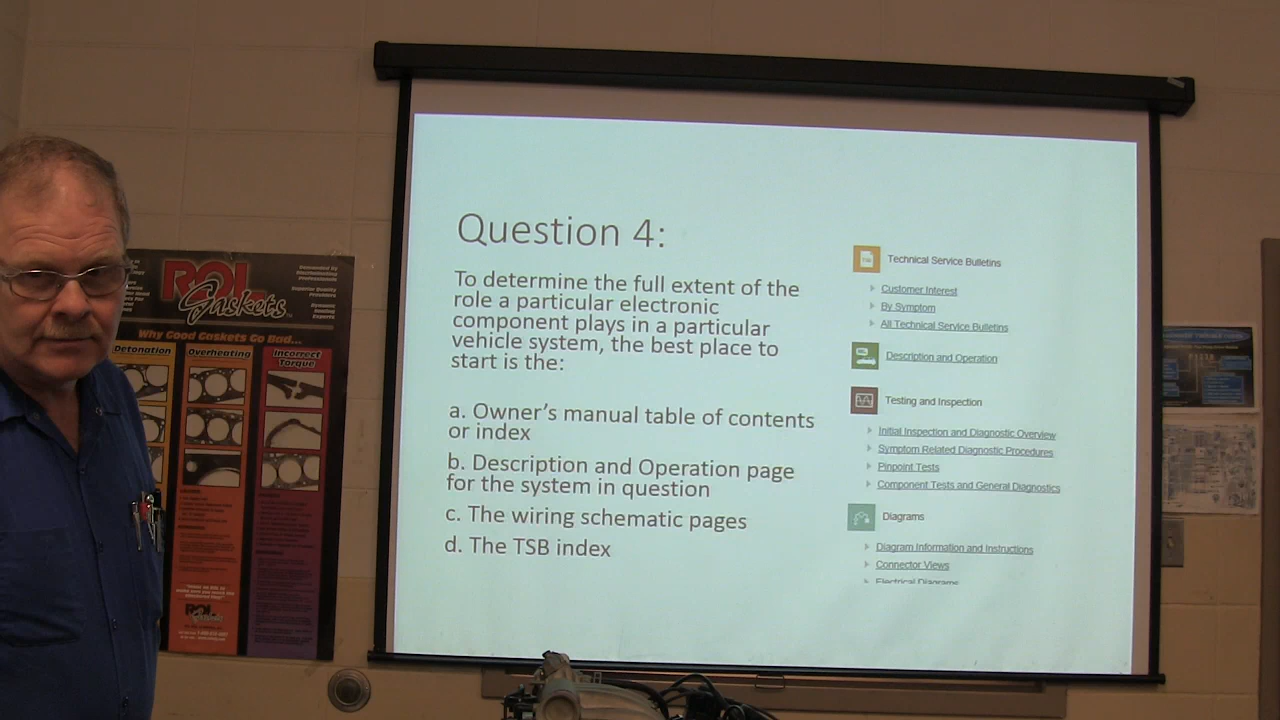 Question 4:
To determine the full extent of the
role a particular electronic
component plays in a particular
vehicle system, the best place to
start is the:
a. Owner's manual table of contents
or index
b. Description and Operation page
for the system in question
c. The wiring schematic pages
d. The TSB index
Technical Service Bulletins
Customer Interest
By Symptom
All Technical Service Bulletins
Description and Operation
Testing and Inspection
Initial Inspection and Diagnostic Overview
Symptom Related Diagnostic Procedures
Pinpoint Tests
Component Tests and General Diagnostics
Diagrams
Diagram Information and Instructions
Connector Views
Electrical Diagrams
ROL
Gaskets
Superior Quality
Why Good Gaskets Go Bad...
Detonation
Overheating
Incorrect
Torque